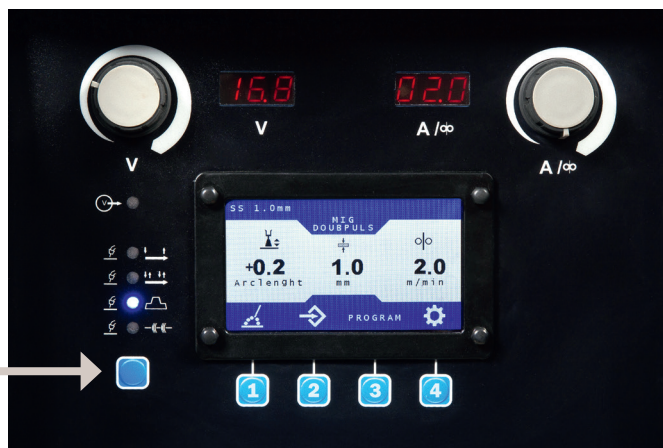 16.8
02.0
V
A /
V
A /
V
SS 1.0mm
MIG
DOUBPULS
+0.2
1.0
2.0
Arclenght
mm
m/min
PROGRAM
1
2
3
4